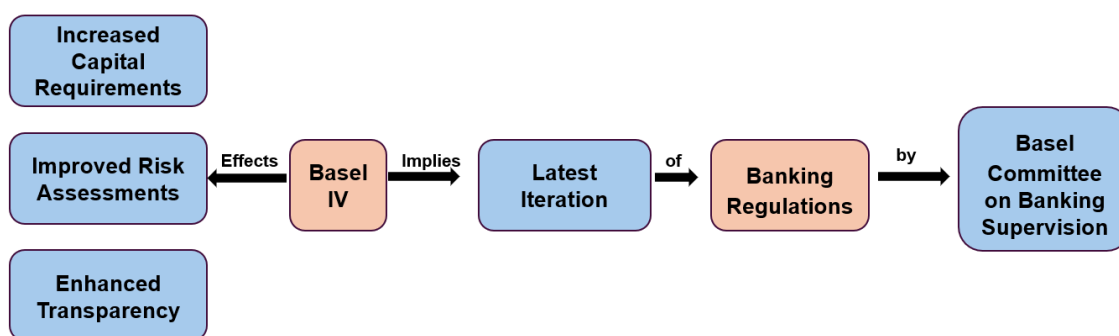 Increased
Capital
Requirements
Improved Risk
Assessments
Enhanced
Transparency
Effects
Basel
IV
Implies
Latest
Iteration
of
Banking
Regulations
by
Basel
Committee
on Banking
Supervision